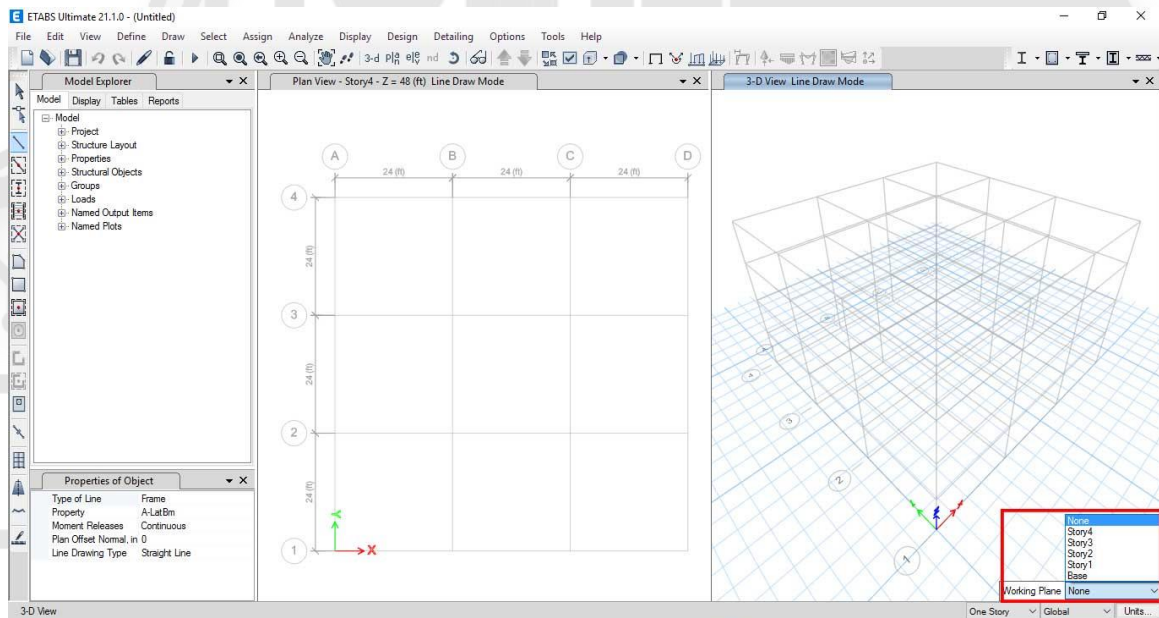 ETABS Ultimate 21.1.0 - (Untitled)
File Edit View Define Draw Select Assign Analyze Display Design Detailing Options Tools Help
3-d nd
Model Explorer
Model Display Tables Reports
Model
Project
Structure Layout
Properties
Structural Objects
Groups
Loads
Named Output Items
Named Plots
Properties of Object
Type of Line Frame
Property A-LatBm
Moment Releases Continuous
Plan Offset Normal, in 0
Line Drawing Type Straight Line
Plan View - Story4 - Z = 48 (ft) Line Draw Mode
A B C D
24 (ft) 24 (ft) 24 (ft)
4
24 (ft)
3
24 (ft)
2
24 (ft)
1
Y
X
3-D View Line Draw Mode
3
2
None
Story4
Story3
Story2
Story1
Base
Working Plane None
3-D View
One Story Global Units...